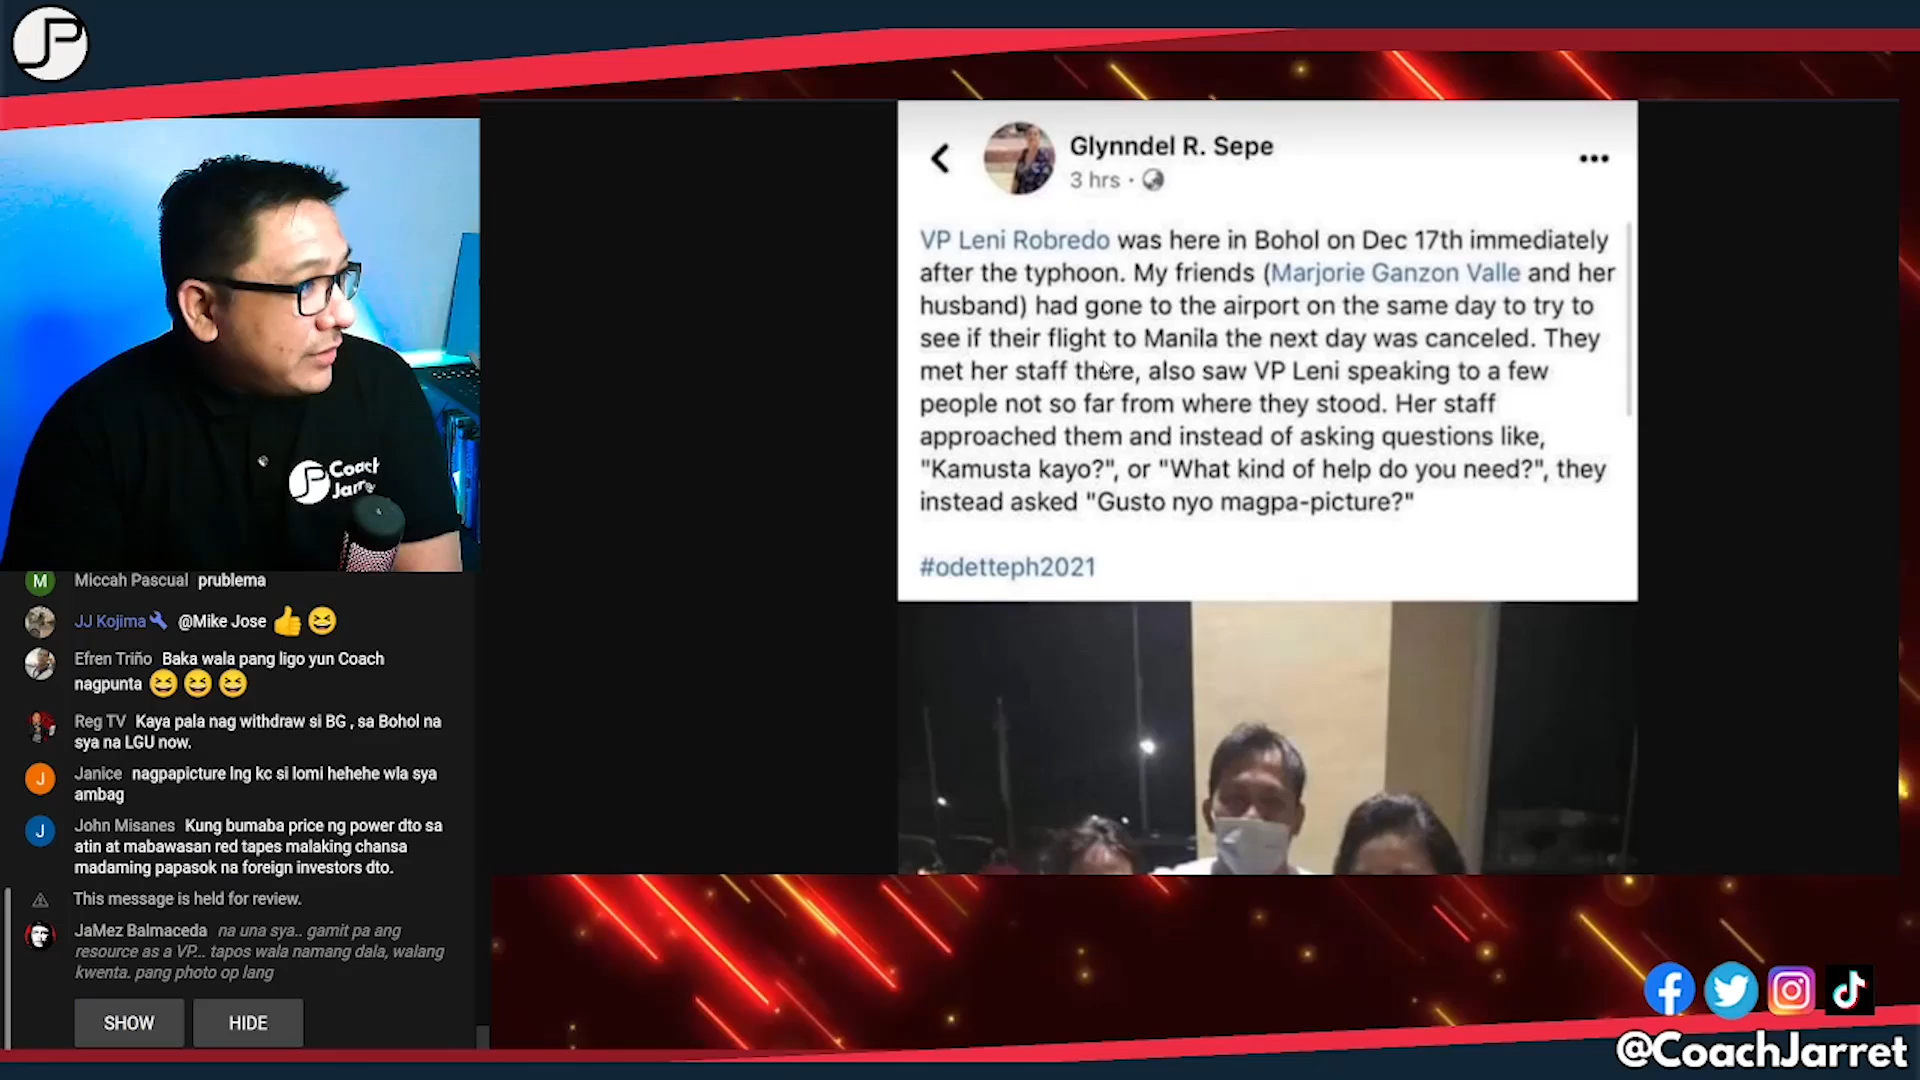 JP
Glynndel R. Sepe
3 hrs ·
VP Leni Robredo was here in Bohol on Dec 17th immediately
after the typhoon. My friends (Marjorie Ganzon Valle and her
husband) had gone to the airport on the same day to try to
see if their flight to Manila the next day was canceled. They
met her staff there, also saw VP Leni speaking to a few
people not so far from where they stood. Her staff
approached them and instead of asking questions like,
"Kamusta kayo?", or "What kind of help do you need?", they
instead asked "Gusto nyo magpa-picture?"
#odetteph2021
JP Coach
Jarret
M Miccah Pascual prublema
JJ Kojima @Mike Jose 👍 😆
Efren Triño Baka wala pang ligo yun Coach
nagpunta 😆 😆 😆
Reg TV Kaya pala nag withdraw si BG , sa Bohol na
sya na LGU now.
J Janice nagpapicture lng kc si lomi hehehe wla sya
ambag
J John Misanes Kung bumaba price ng power dto sa
atin at mabawasan red tapes malaking chansa
madaming papasok na foreign investors dto.
This message is held for review.
JaMez Balmaceda na una sya.. gamit pa ang
resource as a VP... tapos wala namang dala, walang
kwenta. pang photo op lang
SHOW HIDE
@CoachJarret